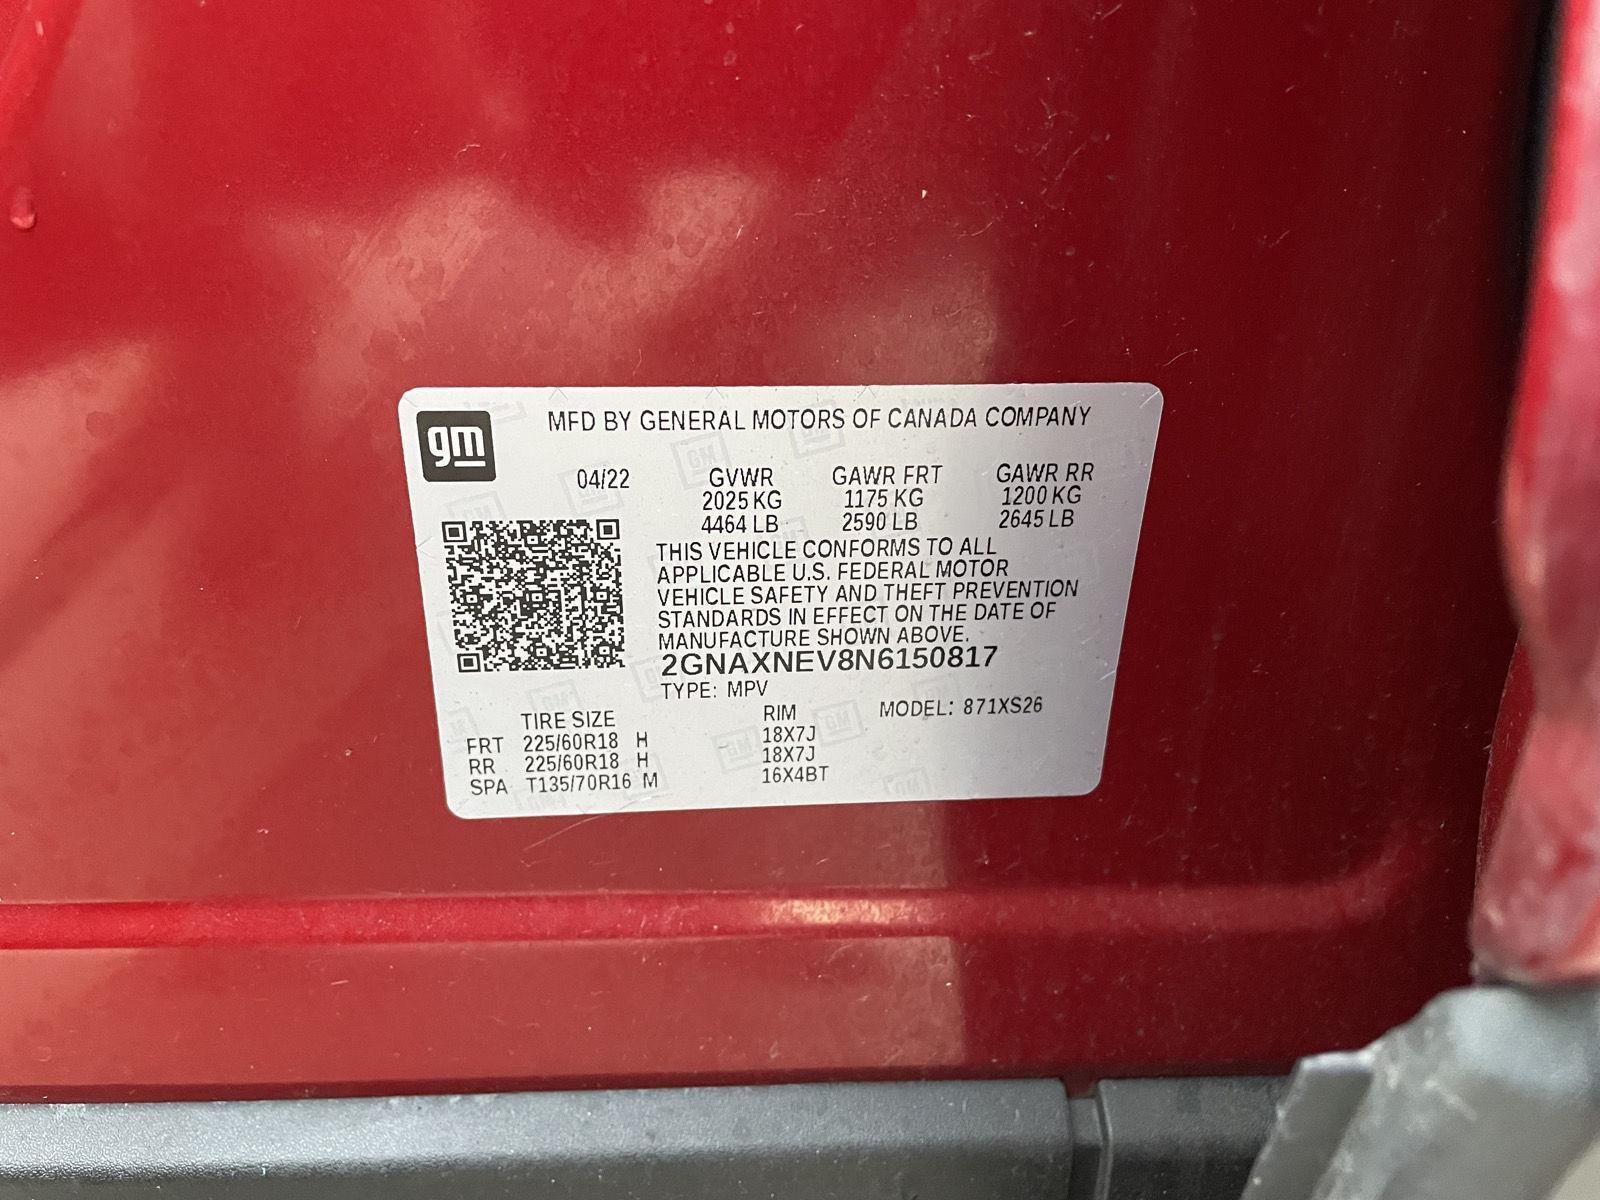 gm
MFD BY GENERAL MOTORS OF CANADA COMPANY
04/22 GVWR GAWR FRT GAWR RR
2025 KG 1175 KG 1200 KG
4464 LB 2590 LB 2645 LB
THIS VEHICLE CONFORMS TO ALL
APPLICABLE U.S. FEDERAL MOTOR
VEHICLE SAFETY AND THEFT PREVENTION
STANDARDS IN EFFECT ON THE DATE OF
MANUFACTURE SHOWN ABOVE.
2GNAXNEV8N6150817
TYPE: MPV
MODEL: 871XS26
TIRE SIZE RIM
FRT 225/60R18 H 18X7J
RR 225/60R18 H 18X7J
SPA T135/70R16 M 16X4BT